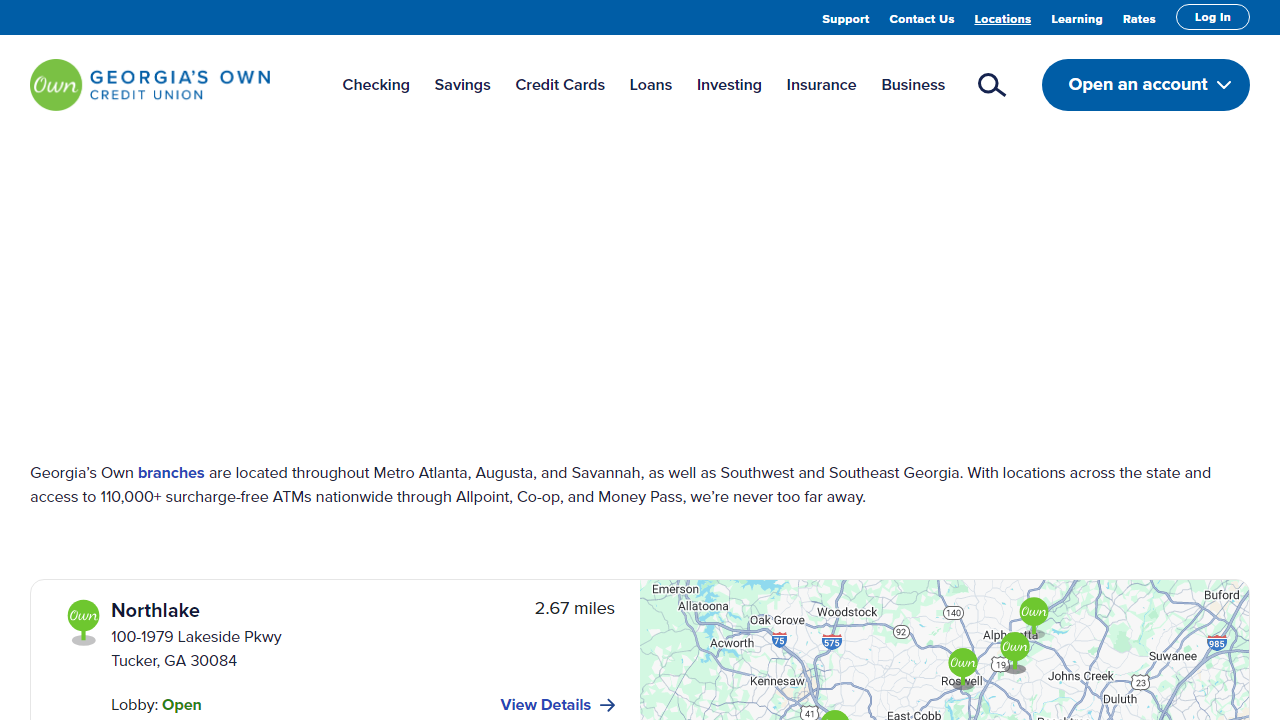 Support Contact Us Locations Learning Rates Log In
Own GEORGIA'S OWN
CREDIT UNION
Checking Savings Credit Cards Loans Investing Insurance Business Open an account
Georgia's Own branches are located throughout Metro Atlanta, Augusta, and Savannah, as well as Southwest and Southeast Georgia. With locations across the state and
access to 110,000+ surcharge-free ATMs nationwide through Allpoint, Co-op, and Money Pass, we're never too far away.
Own Northlake 2.67 miles
100-1979 Lakeside Pkwy
Tucker, GA 30084
Lobby: Open View Details
Emerson
Allatoona
Woodstock
140
Own
Buford
Oak Grove
92
Alpharetta
Acworth
75
575
985
Own
Own
19
Suwanee
Kennesaw
Roswell
Johns Creek
23
Duluth
41
East Cobb